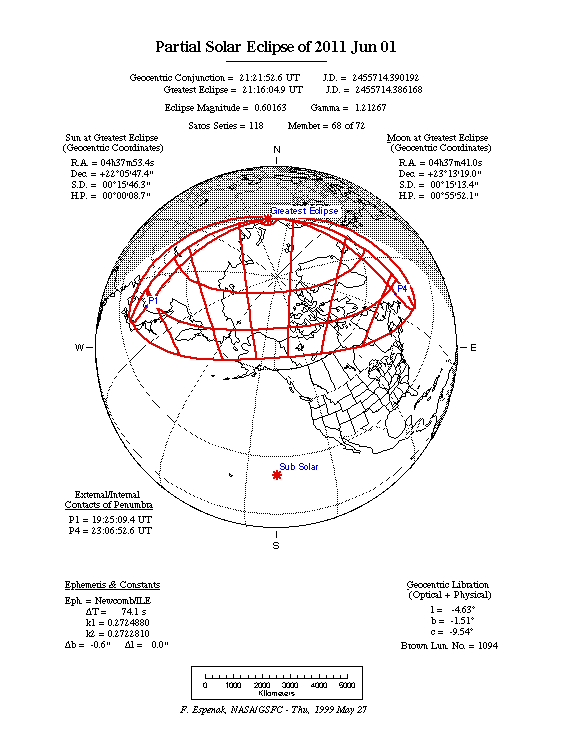 Partial Solar Eclipse of 2011 Jun 01
Geocentric Conjunction = 21:21:52.6 UT J.D. = 2455714.390192
Greatest Eclipse = 21:16:04.9 UT J.D. = 2455714.386168
Eclipse Magnitude = 0.60163 Gamma = 1.21267
Saros Series = 118 Member = 68 of 72
Sun at Greatest Eclipse
(Geocentric Coordinates)
R.A. = 04h37m53.4s
Dec. = +22°05'47.4"
S.D. = 00°15'46.3"
H.P. = 00°00'08.7"
Moon at Greatest Eclipse
(Geocentric Coordinates)
R.A. = 04h37m41.0s
Dec. = +23°13'19.0"
S.D. = 00°15'13.4"
H.P. = 00°55'52.1"
N
Greatest Eclipse
P1
P4
W
E
Sub Solar
S
External/Internal
Contacts of Penumbra
P1 = 19:25:09.4 UT
P4 = 23:06:52.6 UT
Ephemeris & Constants
Eph. = Newcomb/ILE
ΔT = 74.1 s
k1 = 0.2724880
k2 = 0.2722810
Δb = -0.6" Δl = 0.0"
Geocentric Libration
(Optical + Physical)
l = -4.63°
b = -1.51°
c = -9.54°
Brown Lun. No. = 1094
0 1000 2000 3000 4000 5000
Kilometers
F. Espenak, NASA/GSFC - Thu, 1999 May 27